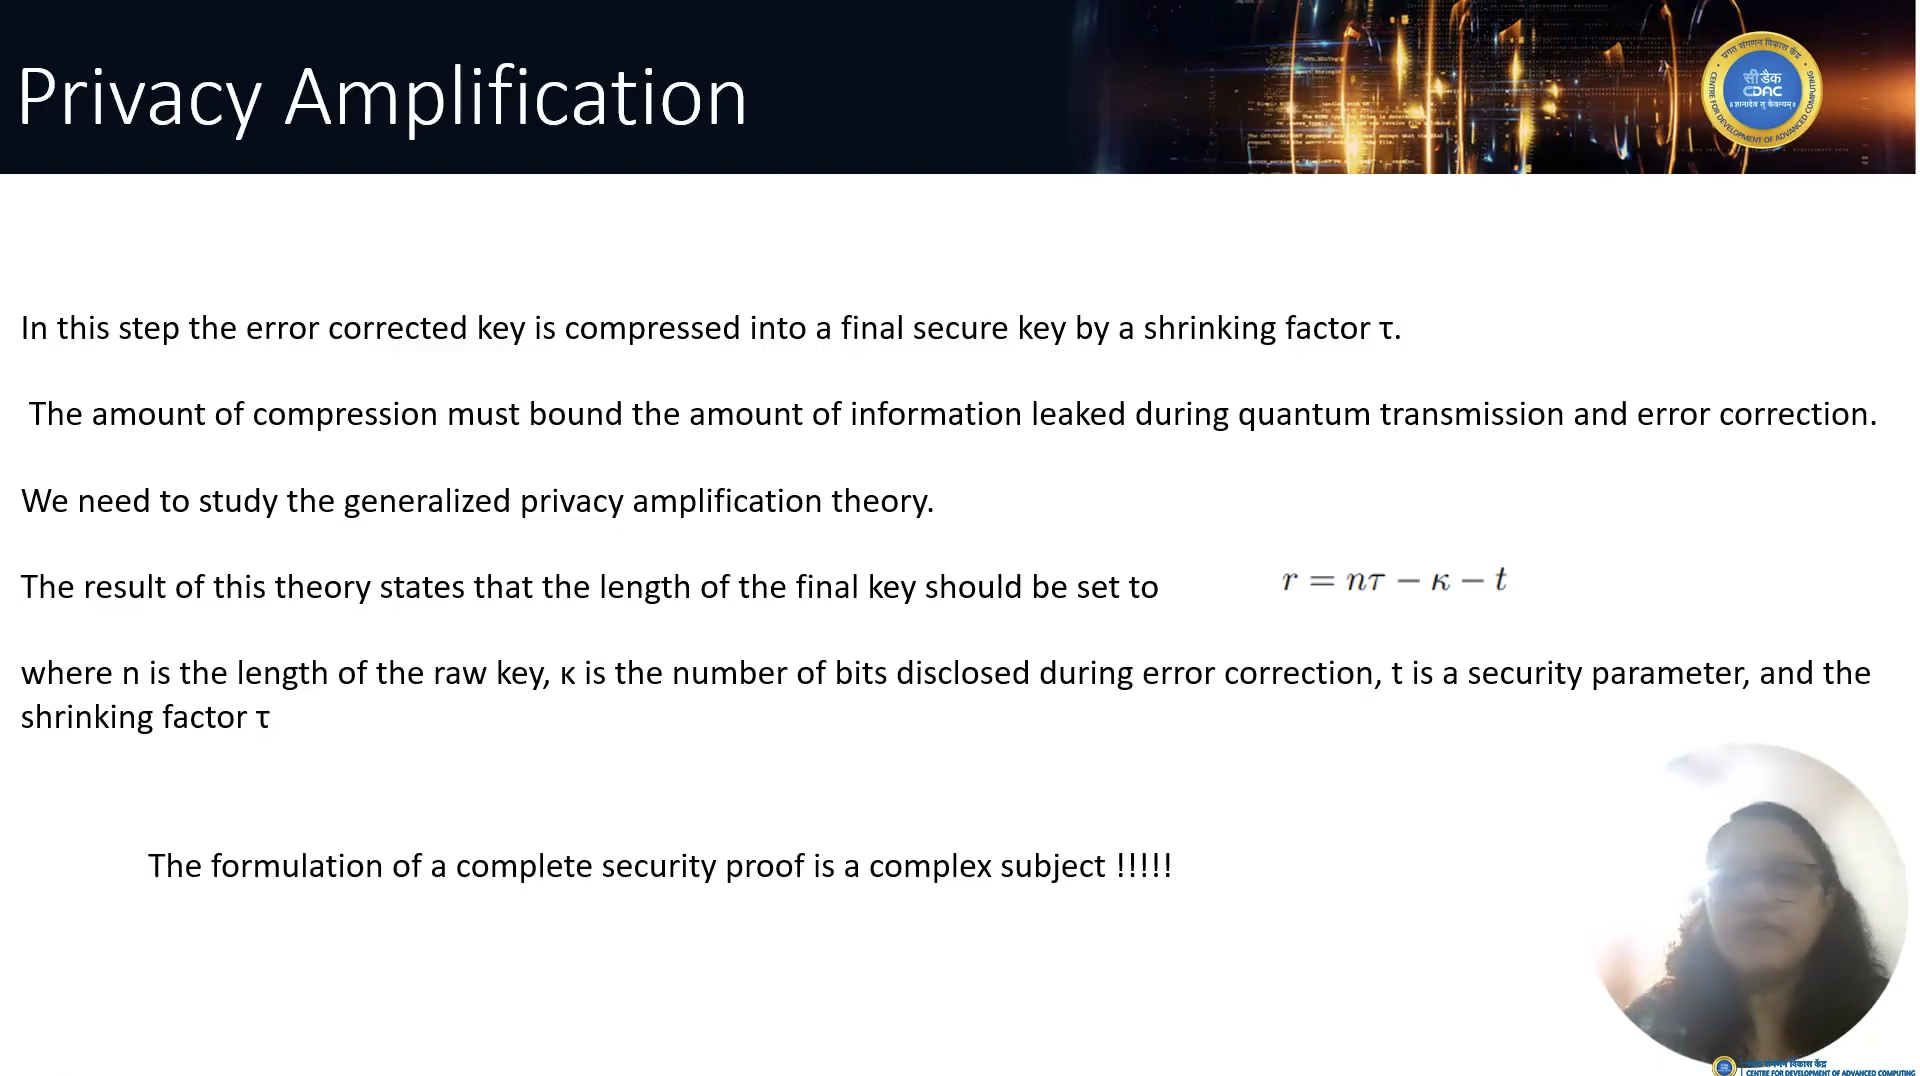 Privacy Amplification
प्रगत संगणन विकास केंद्र
सी डैक
CDAC
॥ज्ञानादेव तु कैवल्यम्॥
CENTRE FOR DEVELOPMENT OF ADVANCED COMPUTING
In this step the error corrected key is compressed into a final secure key by a shrinking factor τ.
The amount of compression must bound the amount of information leaked during quantum transmission and error correction.
We need to study the generalized privacy amplification theory.
The result of this theory states that the length of the final key should be set to r = nτ − κ − t
where n is the length of the raw key, κ is the number of bits disclosed during error correction, t is a security parameter, and the
shrinking factor τ
The formulation of a complete security proof is a complex subject !!!!!
प्रगत संगणन विकास केंद्र
CENTRE FOR DEVELOPMENT OF ADVANCED COMPUTING